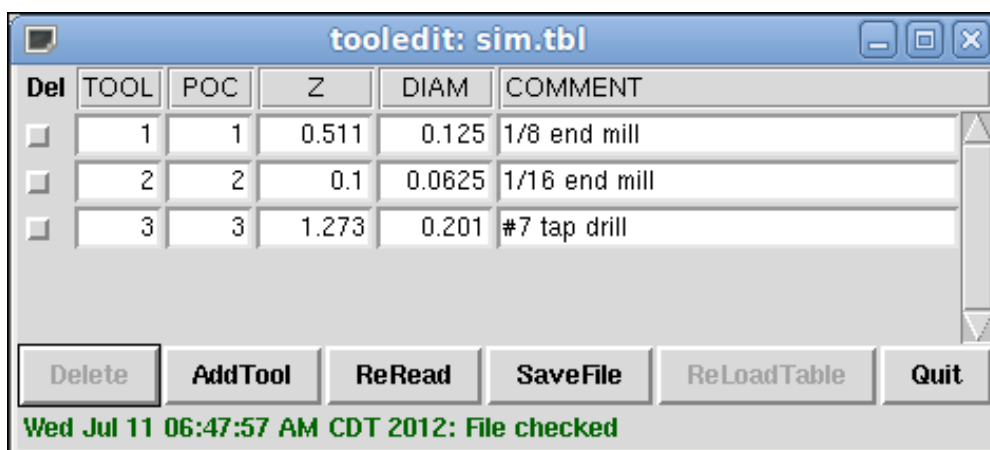 tooledit: sim.tbl
Del TOOL POC Z DIAM COMMENT
1 1 0.511 0.125 1/8 end mill
2 2 0.1 0.0625 1/16 end mill
3 3 1.273 0.201 #7 tap drill
Delete AddTool ReRead SaveFile ReLoadTable Quit
Wed Jul 11 06:47:57 AM CDT 2012: File checked